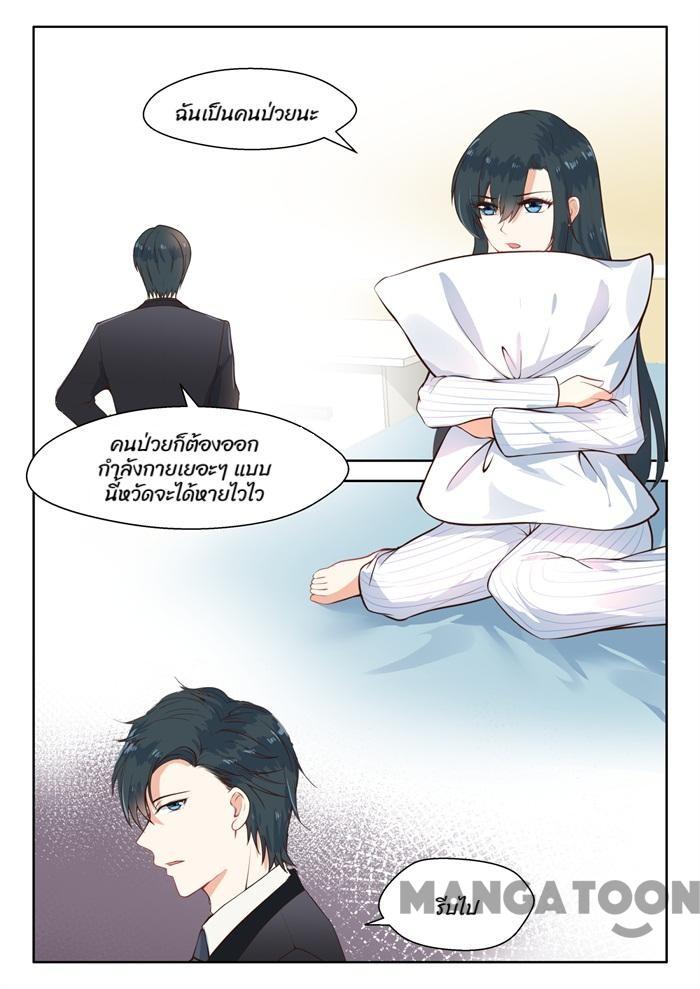 ฉันเป็นคนป่วยนะ
คนป่วยก็ต้องออก
กำลังกายเยอะๆ แบบ
นี้หวัดจะได้หายไวไว
รีบไป
MANGATOON